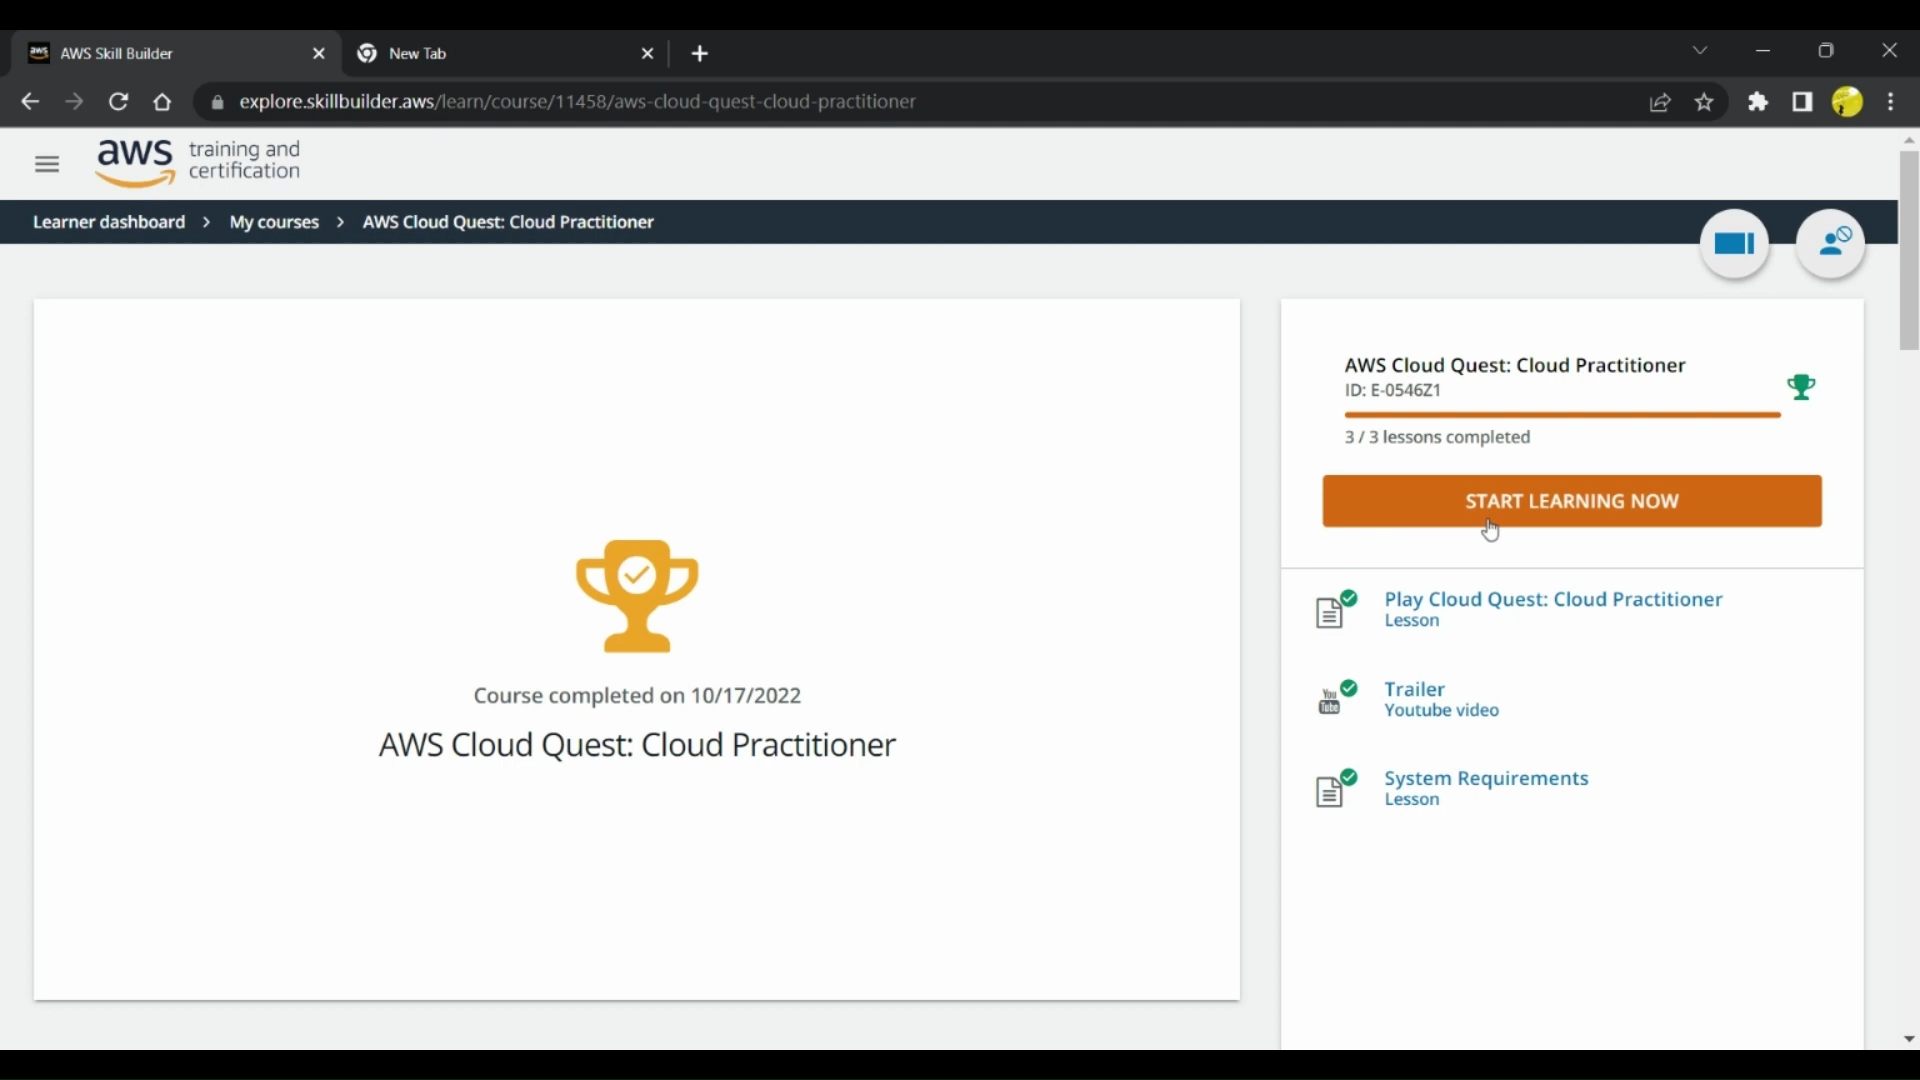 aws
AWS Skill Builder
New Tab
explore.skillbuilder.aws/learn/course/11458/aws-cloud-quest-cloud-practitioner
aws training and
certification
Learner dashboard > My courses > AWS Cloud Quest: Cloud Practitioner
Course completed on 10/17/2022
AWS Cloud Quest: Cloud Practitioner
AWS Cloud Quest: Cloud Practitioner
ID: E-0546Z1
3 / 3 lessons completed
START LEARNING NOW
Play Cloud Quest: Cloud Practitioner
Lesson
You
Tube
Trailer
Youtube video
System Requirements
Lesson